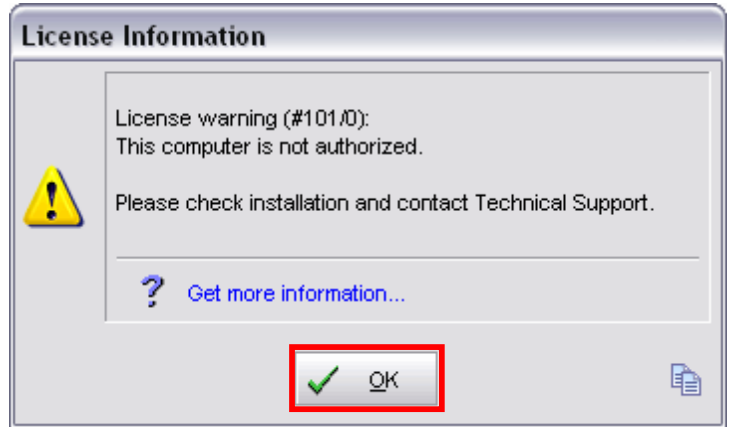 License Information
License warning (#101/0):
This computer is not authorized.
Please check installation and contact Technical Support.
? Get more information...
OK